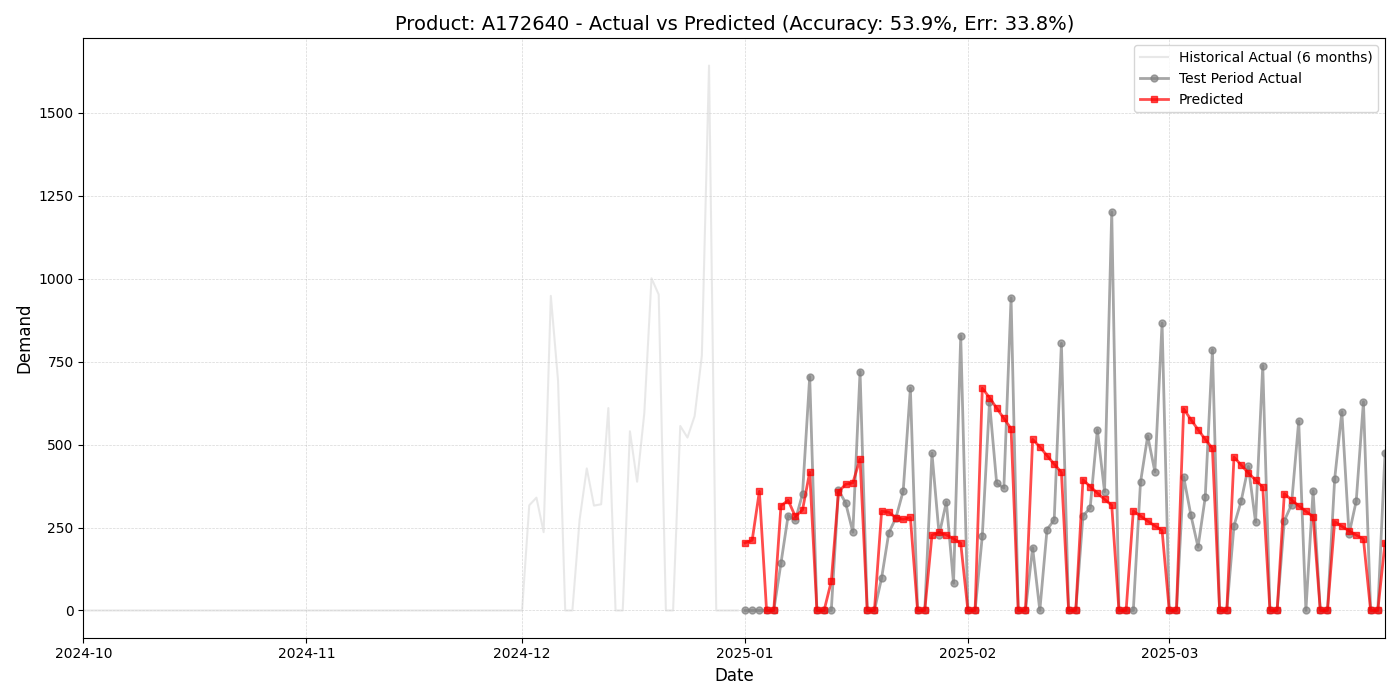 Product: A172640 - Actual vs Predicted (Accuracy: 53.9%, Err: 33.8%)
Historical Actual (6 months)
Test Period Actual
Predicted
Demand
1500
1250
1000
750
500
250
0
2024-10
2024-11
2024-12
2025-01
2025-02
2025-03
Date